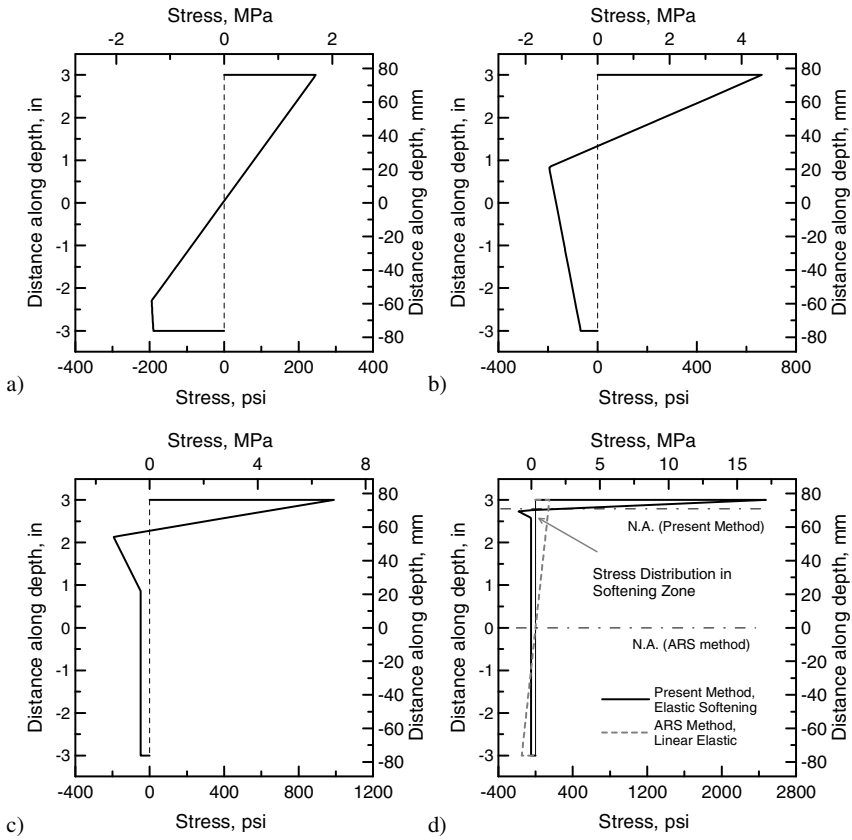 Stress, MPa
-2 0 2
3 2 1 0 -1 -2 -3
Distance along depth, in
80 60 40 20 0 -20 -40 -60 -80
Distance along depth, mm
-400 -200 0 200 400
Stress, psi
a)
Stress, MPa
-2 0 2 4
3 2 1 0 -1 -2 -3
Distance along depth, in
80 60 40 20 0 -20 -40 -60 -80
Distance along depth, mm
-400 0 400 800
Stress, psi
b)
Stress, MPa
0 4 8
3 2 1 0 -1 -2 -3
Distance along depth, in
80 60 40 20 0 -20 -40 -60 -80
Distance along depth, mm
-400 0 400 800 1200
Stress, psi
c)
Stress, MPa
0 5 10 15
3 2 1 0 -1 -2 -3
Distance along depth, in
80 60 40 20 0 -20 -40 -60 -80
Distance along depth, mm
N.A. (Present Method)
Stress Distribution in
Softening Zone
N.A. (ARS method)
Present Method,
Elastic Softening
ARS Method,
Linear Elastic
-400 400 1200 2000 2800
Stress, psi
d)